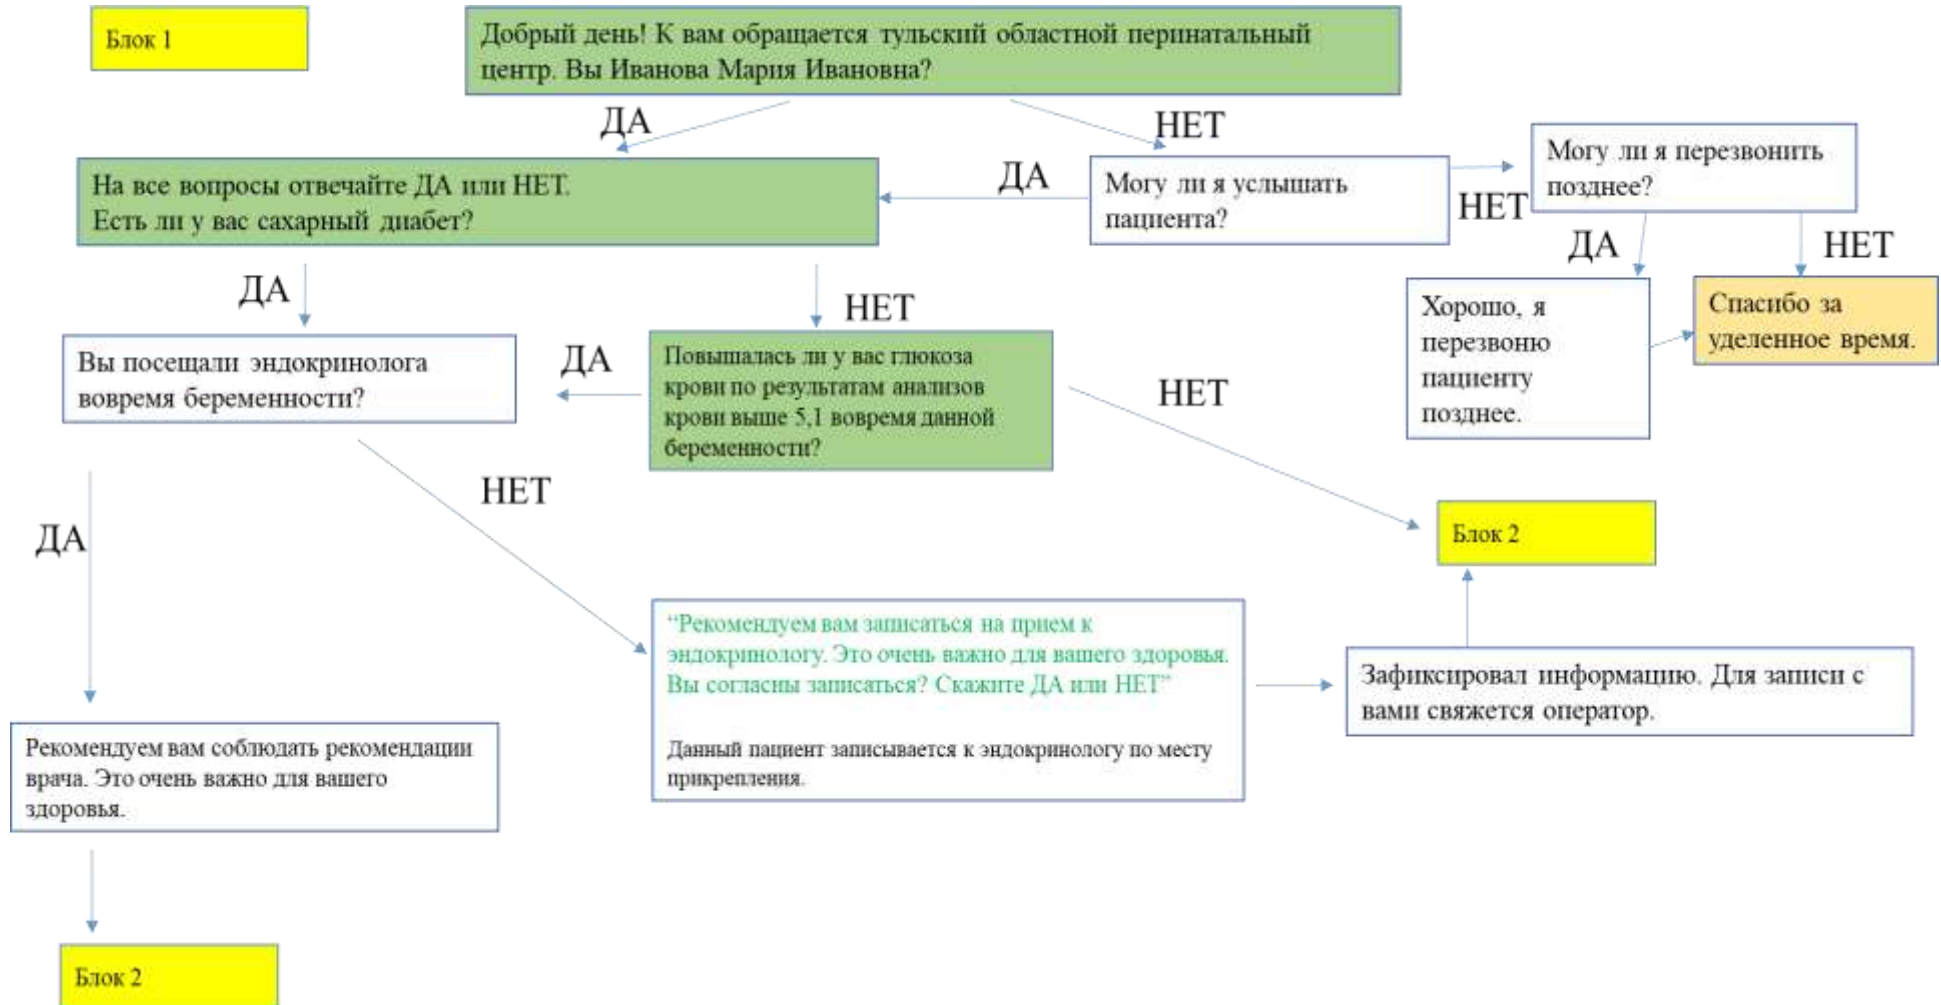 Блок 1
Добрый день! К вам обращается тульский областной перинатальный
центр. Вы Иванова Мария Ивановна?
ДА
НЕТ
На все вопросы отвечайте ДА или НЕТ.
Есть ли у вас сахарный диабет?
ДА
Могу ли я услышать
пациента?
НЕТ
Могу ли я перезвонить
позднее?
ДА
НЕТ
Хорошо, я
перезвоню
пациенту
позднее.
Спасибо за
уделенное время.
ДА
НЕТ
Вы посещали эндокринолога
вовремя беременности?
ДА
Повышалась ли у вас глюкоза
крови по результатам анализов
крови выше 5,1 вовремя данной
беременности?
НЕТ
НЕТ
ДА
Блок 2
“Рекомендуем вам записаться на прием к
эндокринологу. Это очень важно для вашего здоровья.
Вы согласны записаться? Скажите ДА или НЕТ”
Данный пациент записывается к эндокринологу по месту
прикрепления.
Зафиксировал информацию. Для записи с
вами свяжется оператор.
Рекомендуем вам соблюдать рекомендации
врача. Это очень важно для вашего
здоровья.
Блок 2